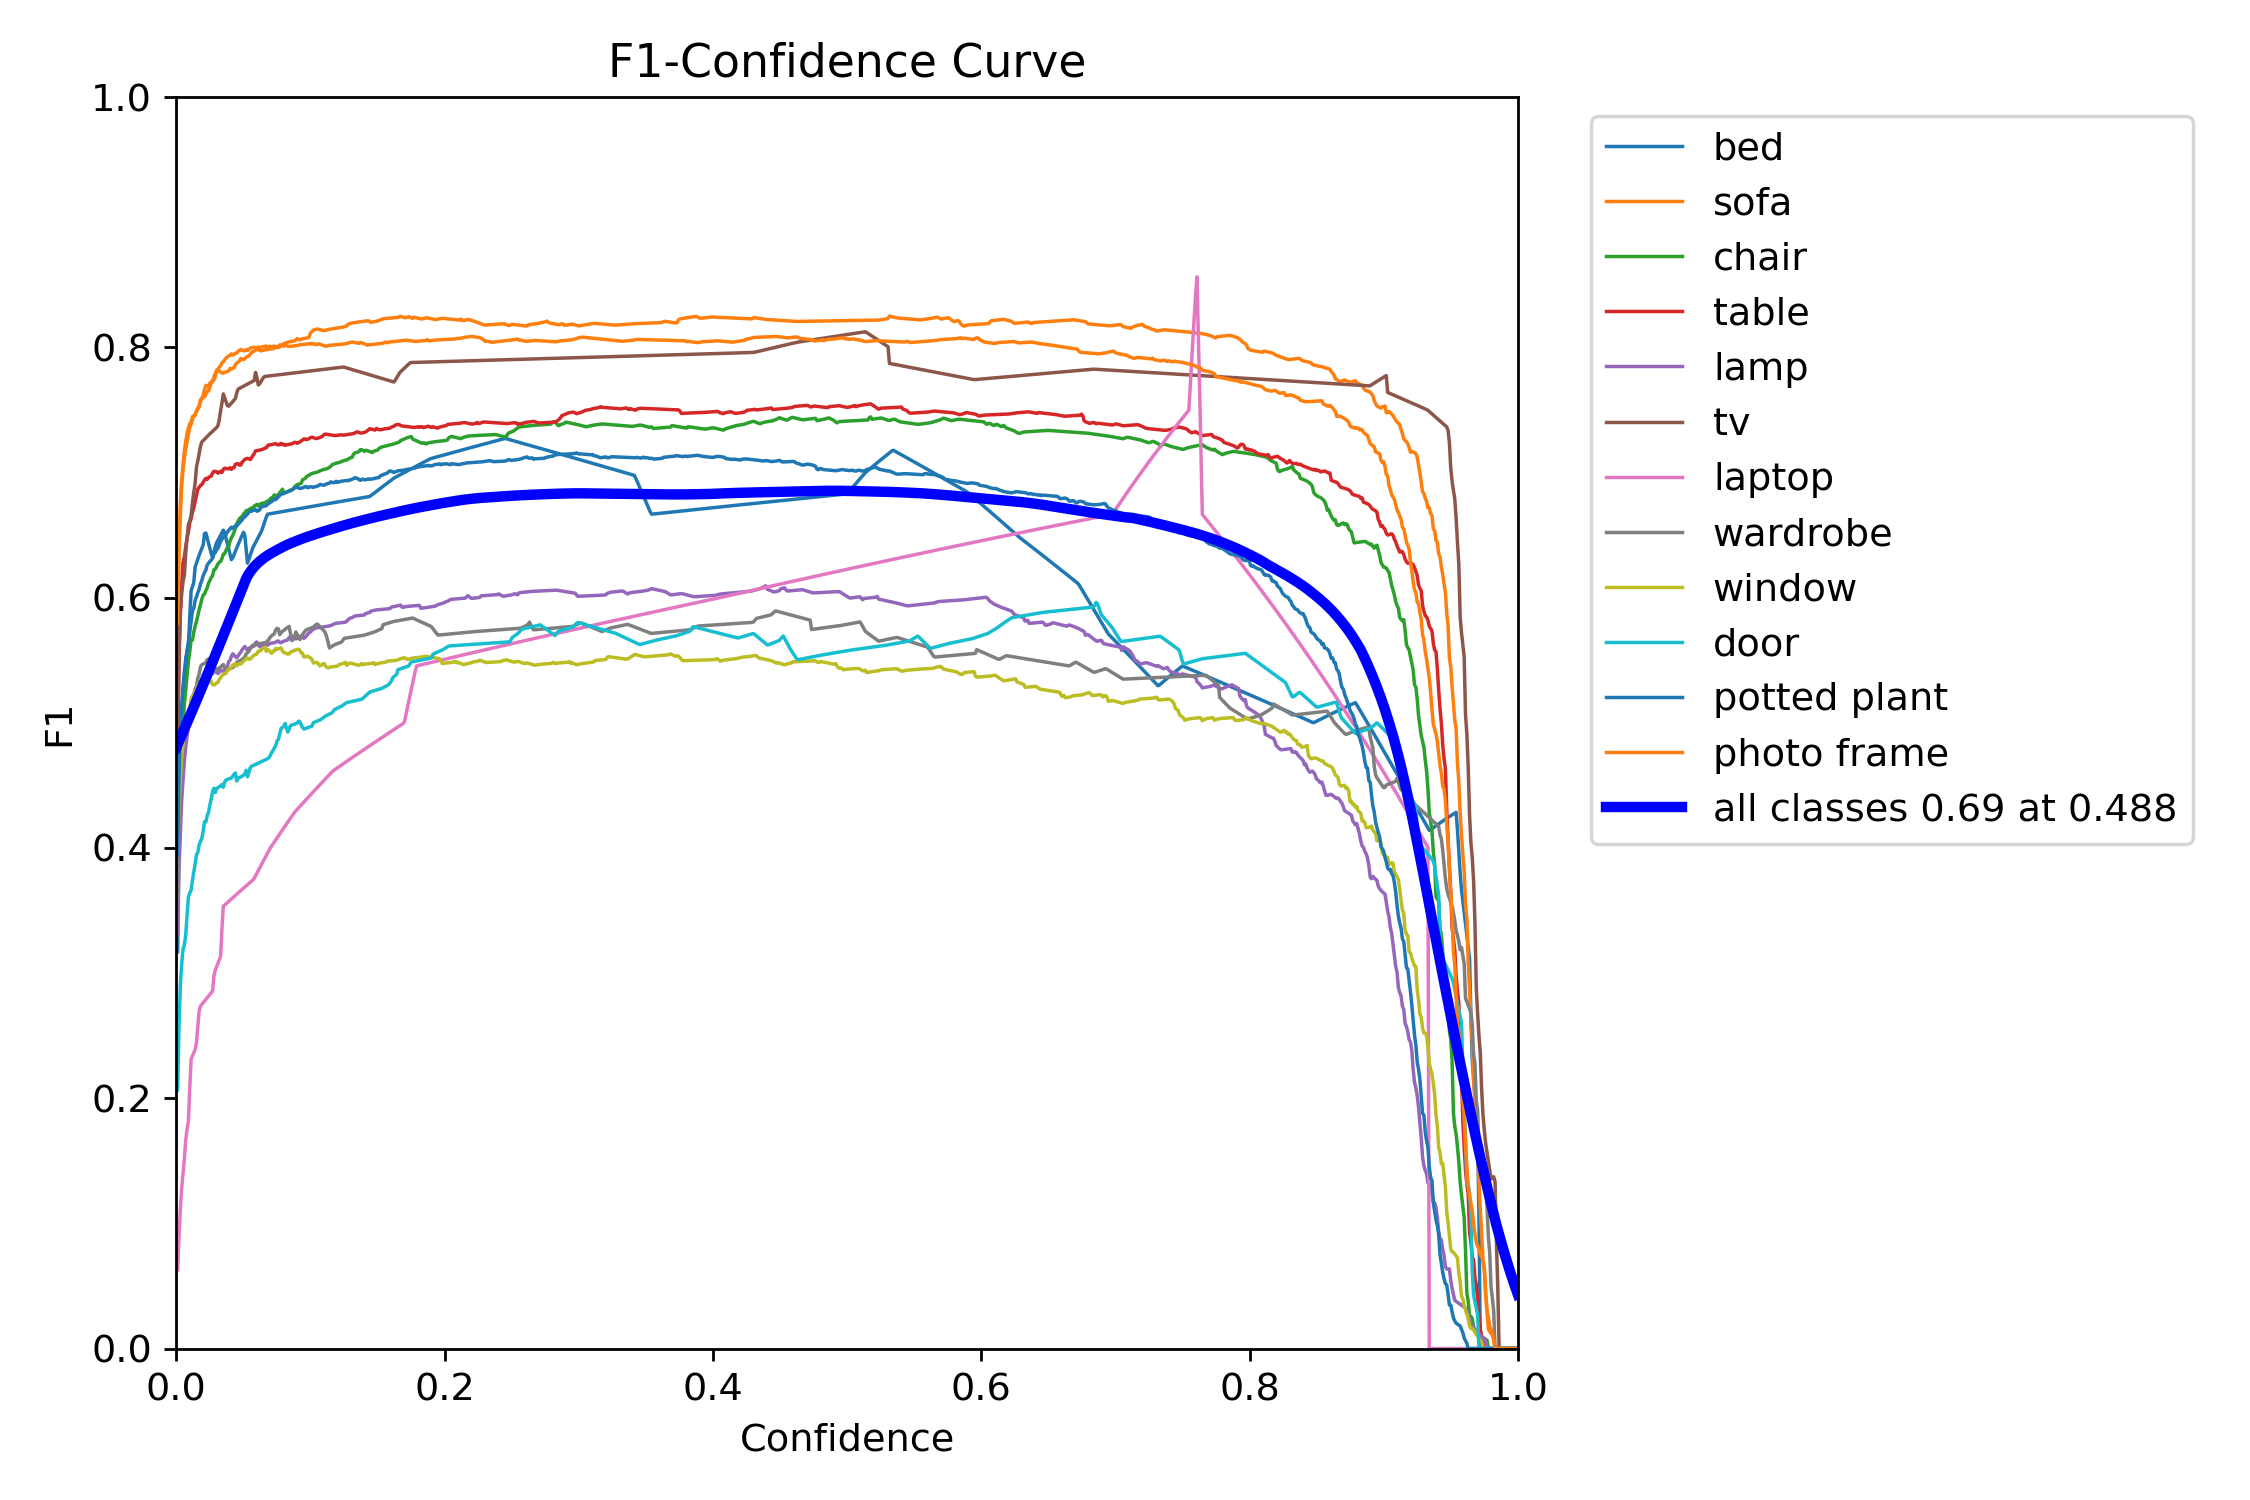 F1-Confidence Curve
1.0
0.8
0.6
0.4
0.2
0.0
F1
0.0 0.2 0.4 0.6 0.8 1.0
Confidence
bed
sofa
chair
table
lamp
tv
laptop
wardrobe
window
door
potted plant
photo frame
all classes 0.69 at 0.488